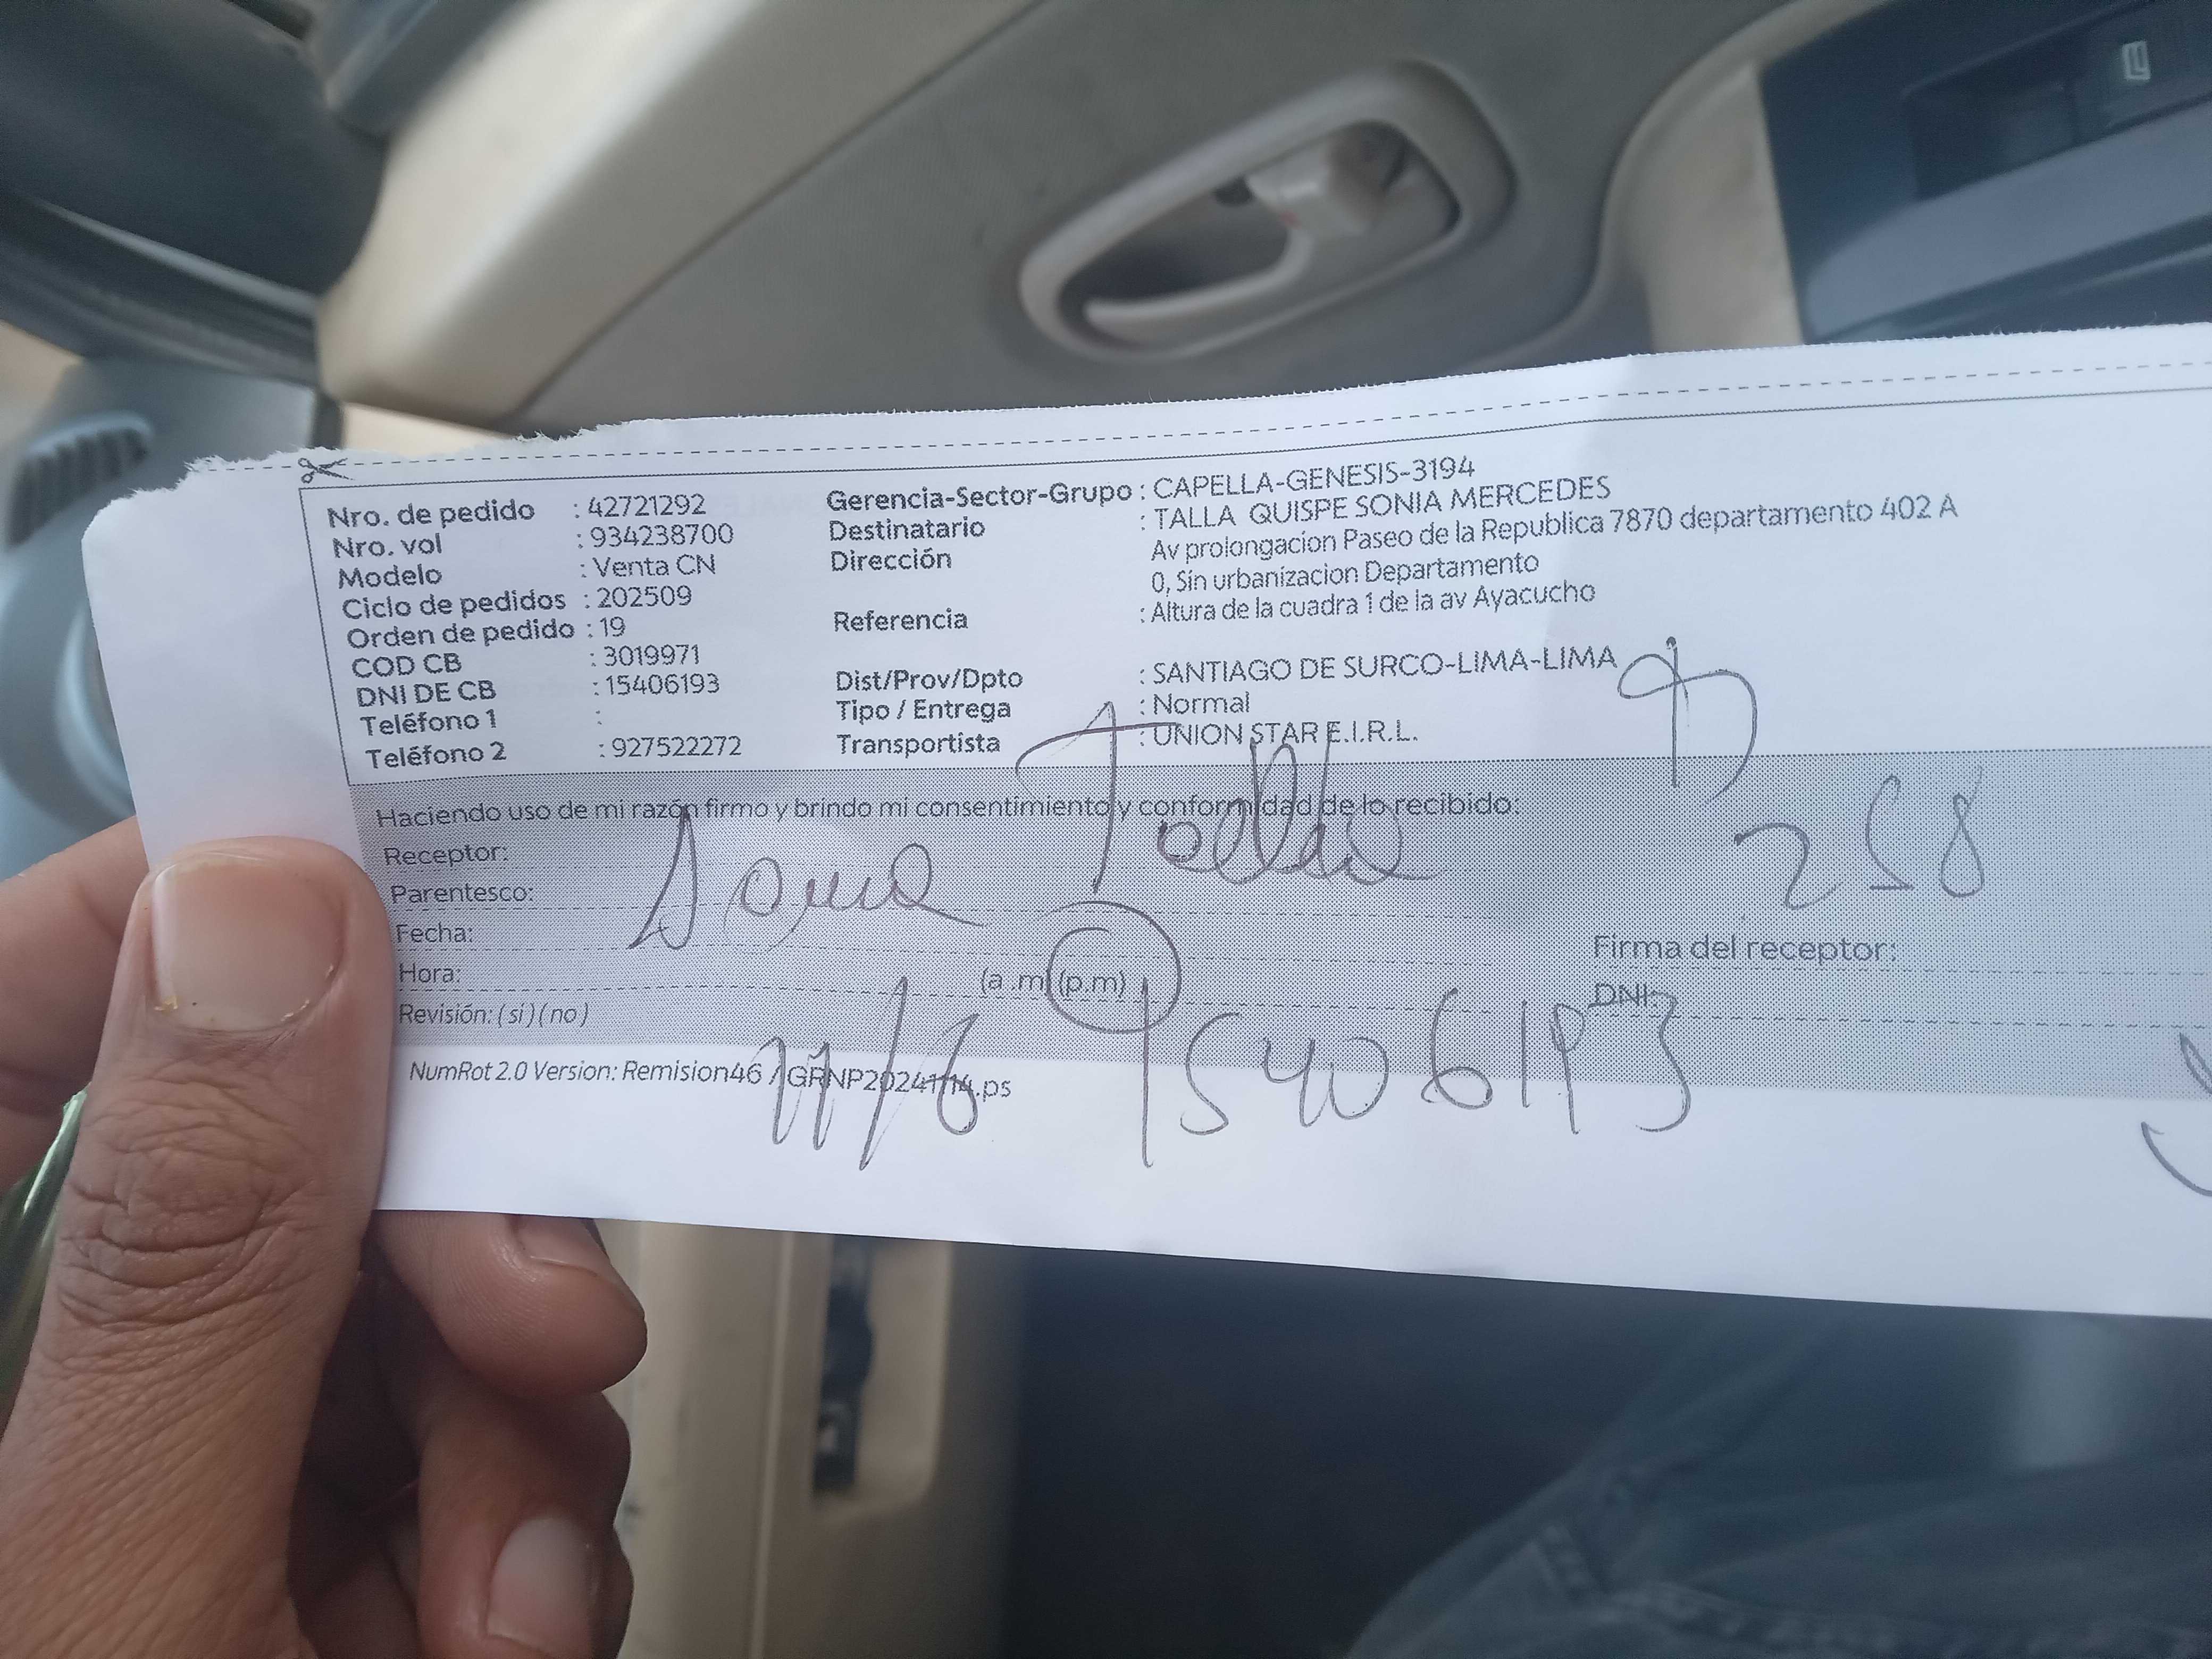 Nro. de pedido : 42721292
Nro. vol : 934238700
Modelo : Venta CN
Ciclo de pedidos : 202509
Orden de pedido : 19
COD CB : 3019971
DNI DE CB : 15406193
Teléfono 1 :
Teléfono 2 : 927522272
Gerencia-Sector-Grupo : CAPELLA-GENESIS-3194
Destinatario : TALLA QUISPE SONIA MERCEDES
Dirección Av prolongacion Paseo de la Republica 7870 departamento 402 A
0, Sin urbanizacion Departamento
Referencia : Altura de la cuadra 1 de la av Ayacucho
Dist/Prov/Dpto : SANTIAGO DE SURCO-LIMA-LIMA
Tipo / Entrega : Normal
Transportista : UNION STAR E.I.R.L.
Haciendo uso de mi razón firmo y brindo mi consentimiento y conformidad de lo recibido:
Receptor:
Parentesco:
Sonia Talla
258
Fecha:
Hora: (a .m) (p.m)
Revisión: ( si ) ( no )
Firma del receptor:
DNI:
11/6 15406193
NumRot 2.0 Version: Remision46 / GRNP20241114.ps